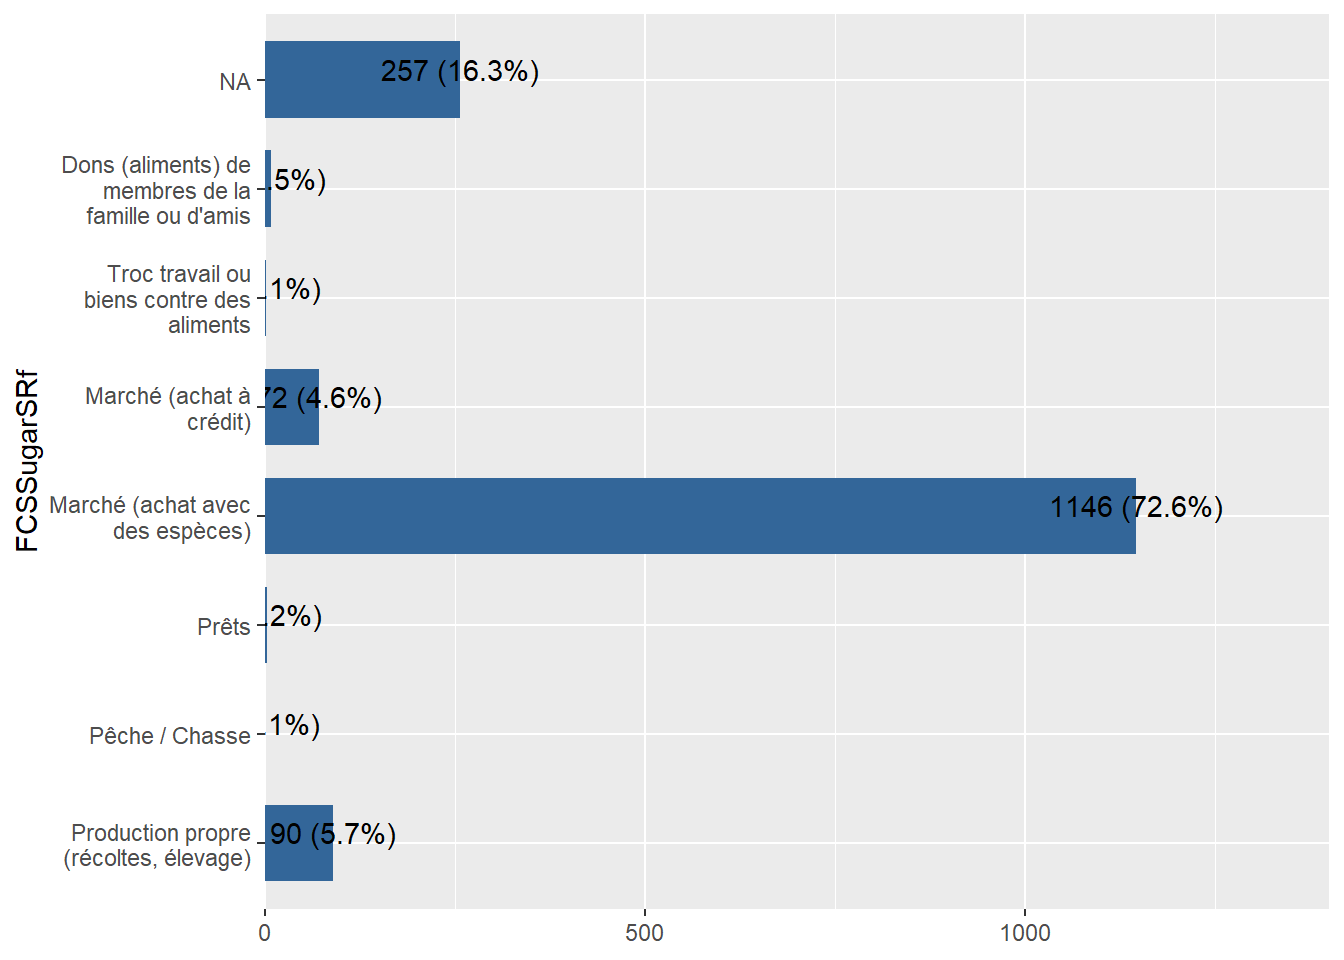 FCSSugarSRf
NA
257 (16.3%)
Dons (aliments) de
membres de la
famille ou d'amis
.5%)
Troc travail ou
biens contre des
aliments
1%)
Marché (achat à
crédit)
72 (4.6%)
Marché (achat avec
des espèces)
1146 (72.6%)
Prêts
.2%)
Pêche / Chasse
1%)
Production propre
(récoltes, élevage)
90 (5.7%)
0
500
1000